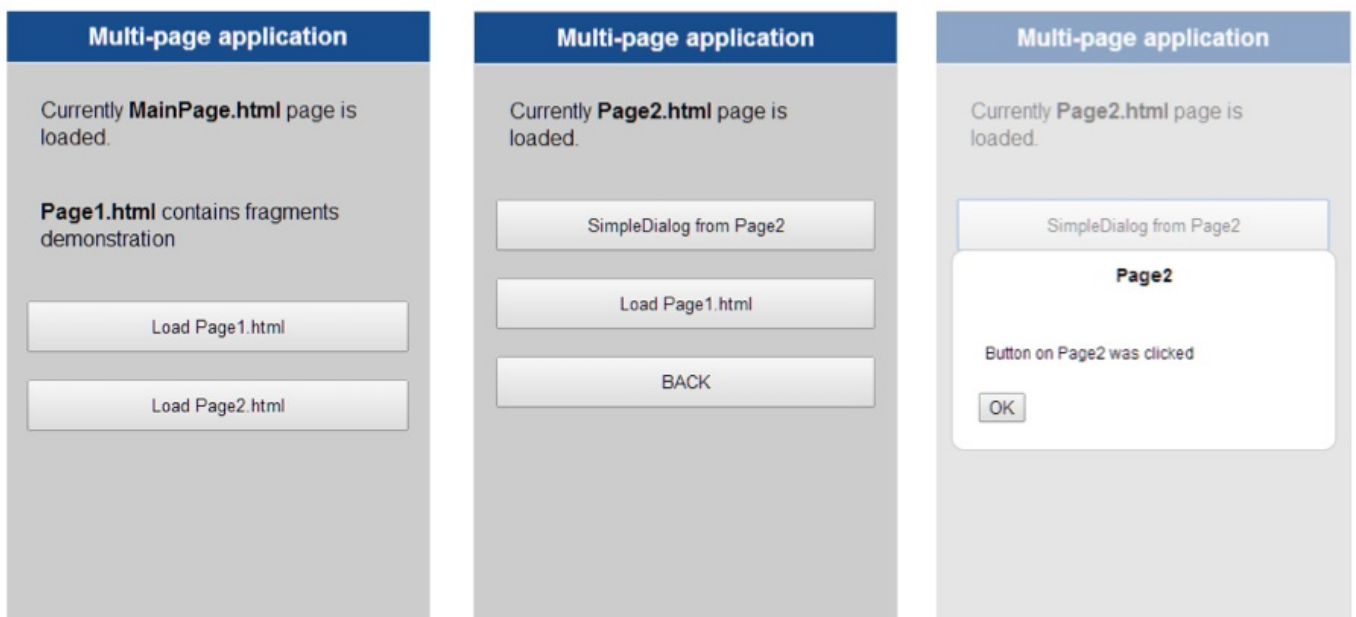 Multi-page application
Currently MainPage.html page is
loaded.
Page1.html contains fragments
demonstration
Load Page1.html
Load Page2.html
Multi-page application
Currently Page2.html page is
loaded.
SimpleDialog from Page2
Load Page1.html
BACK
Multi-page application
Currently Page2.html page is
loaded.
SimpleDialog from Page2
Page2
Button on Page2 was clicked
OK